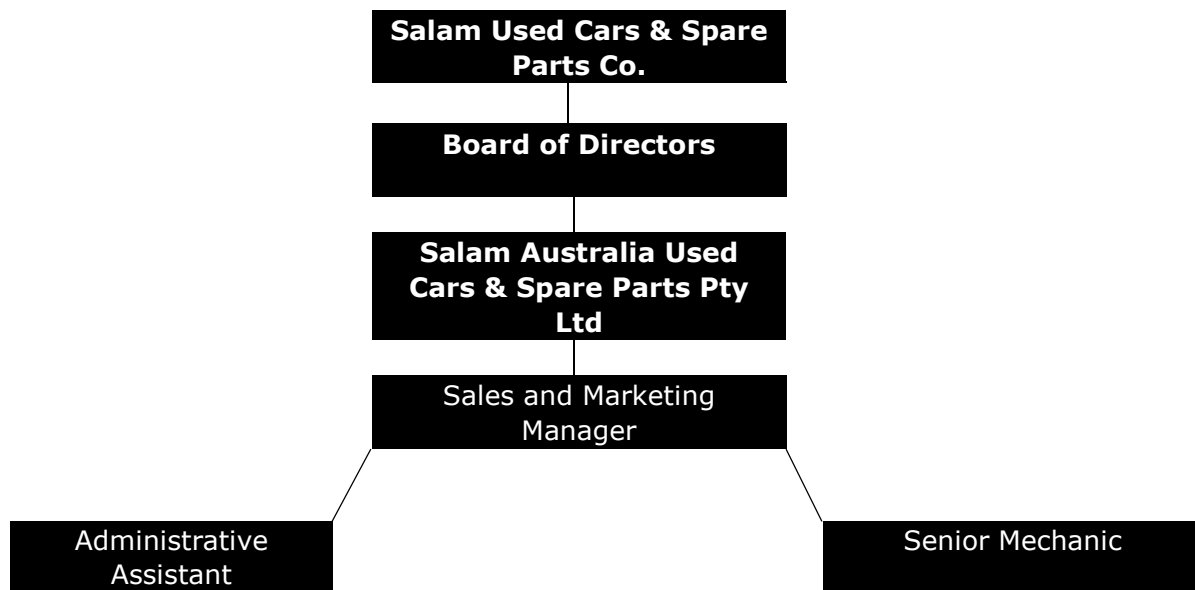 Salam Used Cars & Spare
Parts Co.
Board of Directors
Salam Australia Used
Cars & Spare Parts Pty
Ltd
Sales and Marketing
Manager
Administrative
Assistant
Senior Mechanic